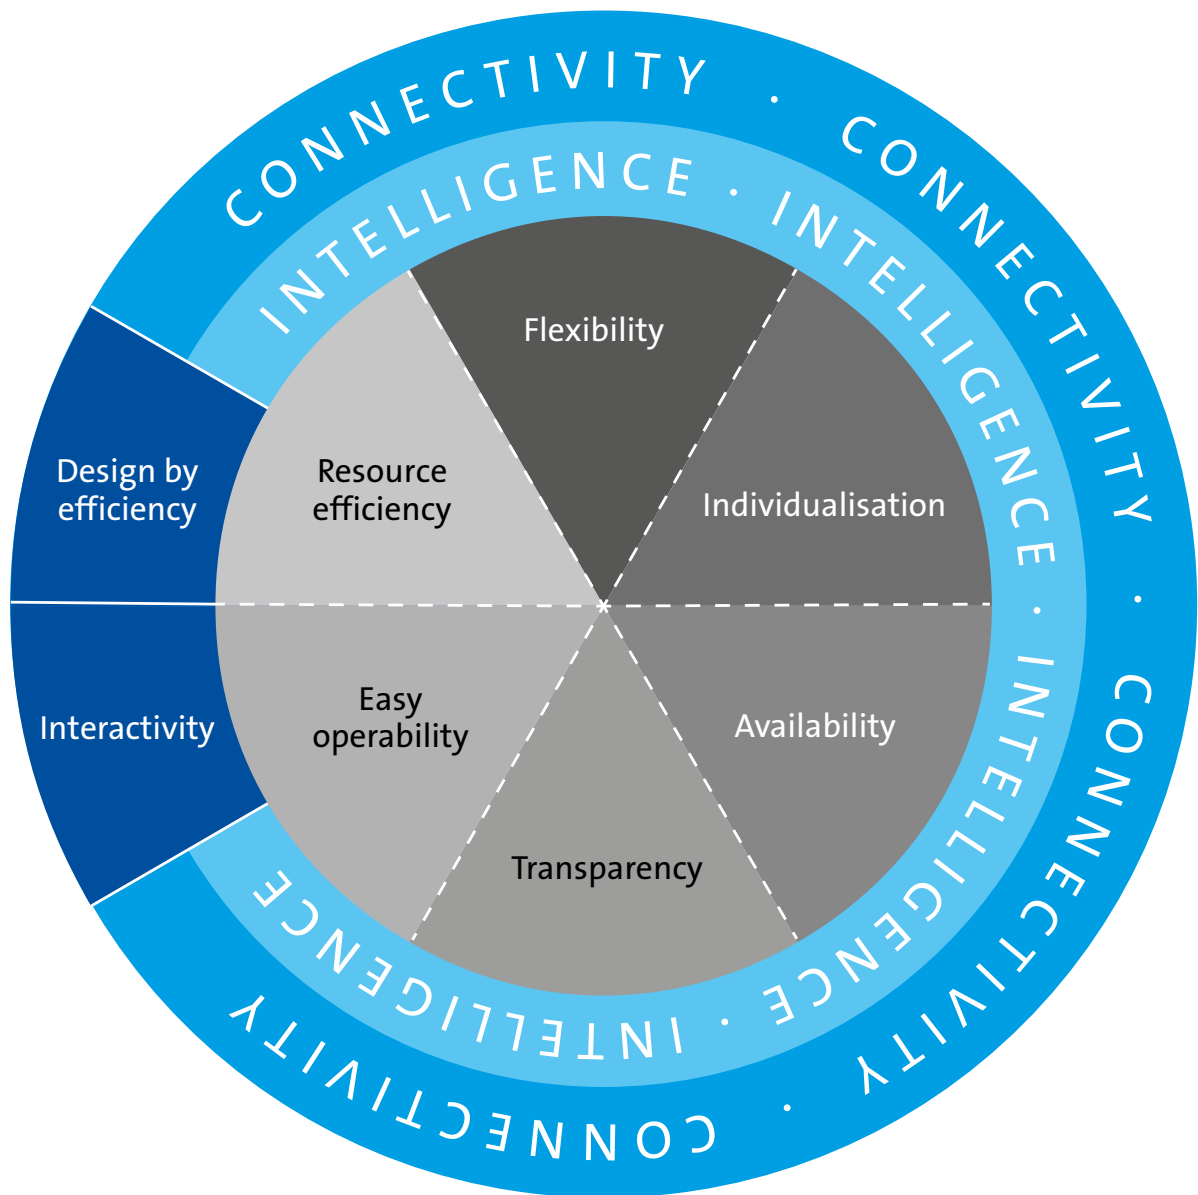 CONNECTIVITY · CONNECTIVITY · CONNECTIVITY · CONNECTIVITY
INTELLIGENCE · INTELLIGENCE · INTELLIGENCE · INTELLIGENCE
Flexibility
Individualisation
Availability
Transparency
Easy
operability
Resource
efficiency
Design by
efficiency
Interactivity